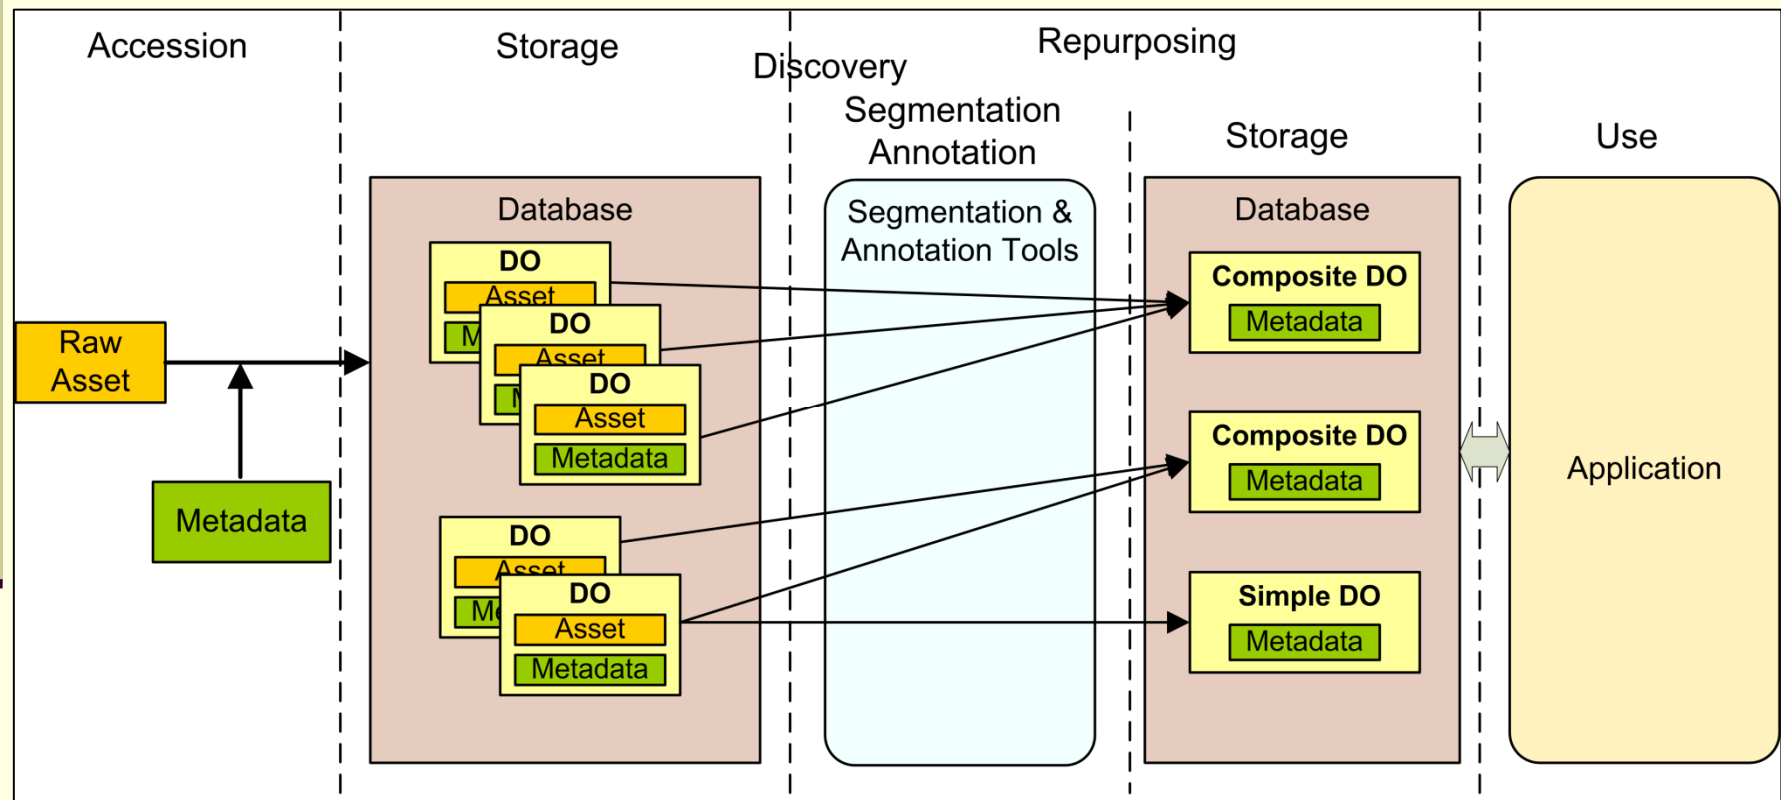 Accession
Storage
Discovery
Repurposing
Segmentation
Annotation
Storage
Use
Raw
Asset
Metadata
Database
DO
Asset
M
DO
Asset
M
DO
Asset
Metadata
DO
Asset
Me
DO
Asset
Metadata
Segmentation &
Annotation Tools
Database
Composite DO
Metadata
Composite DO
Metadata
Simple DO
Metadata
Application